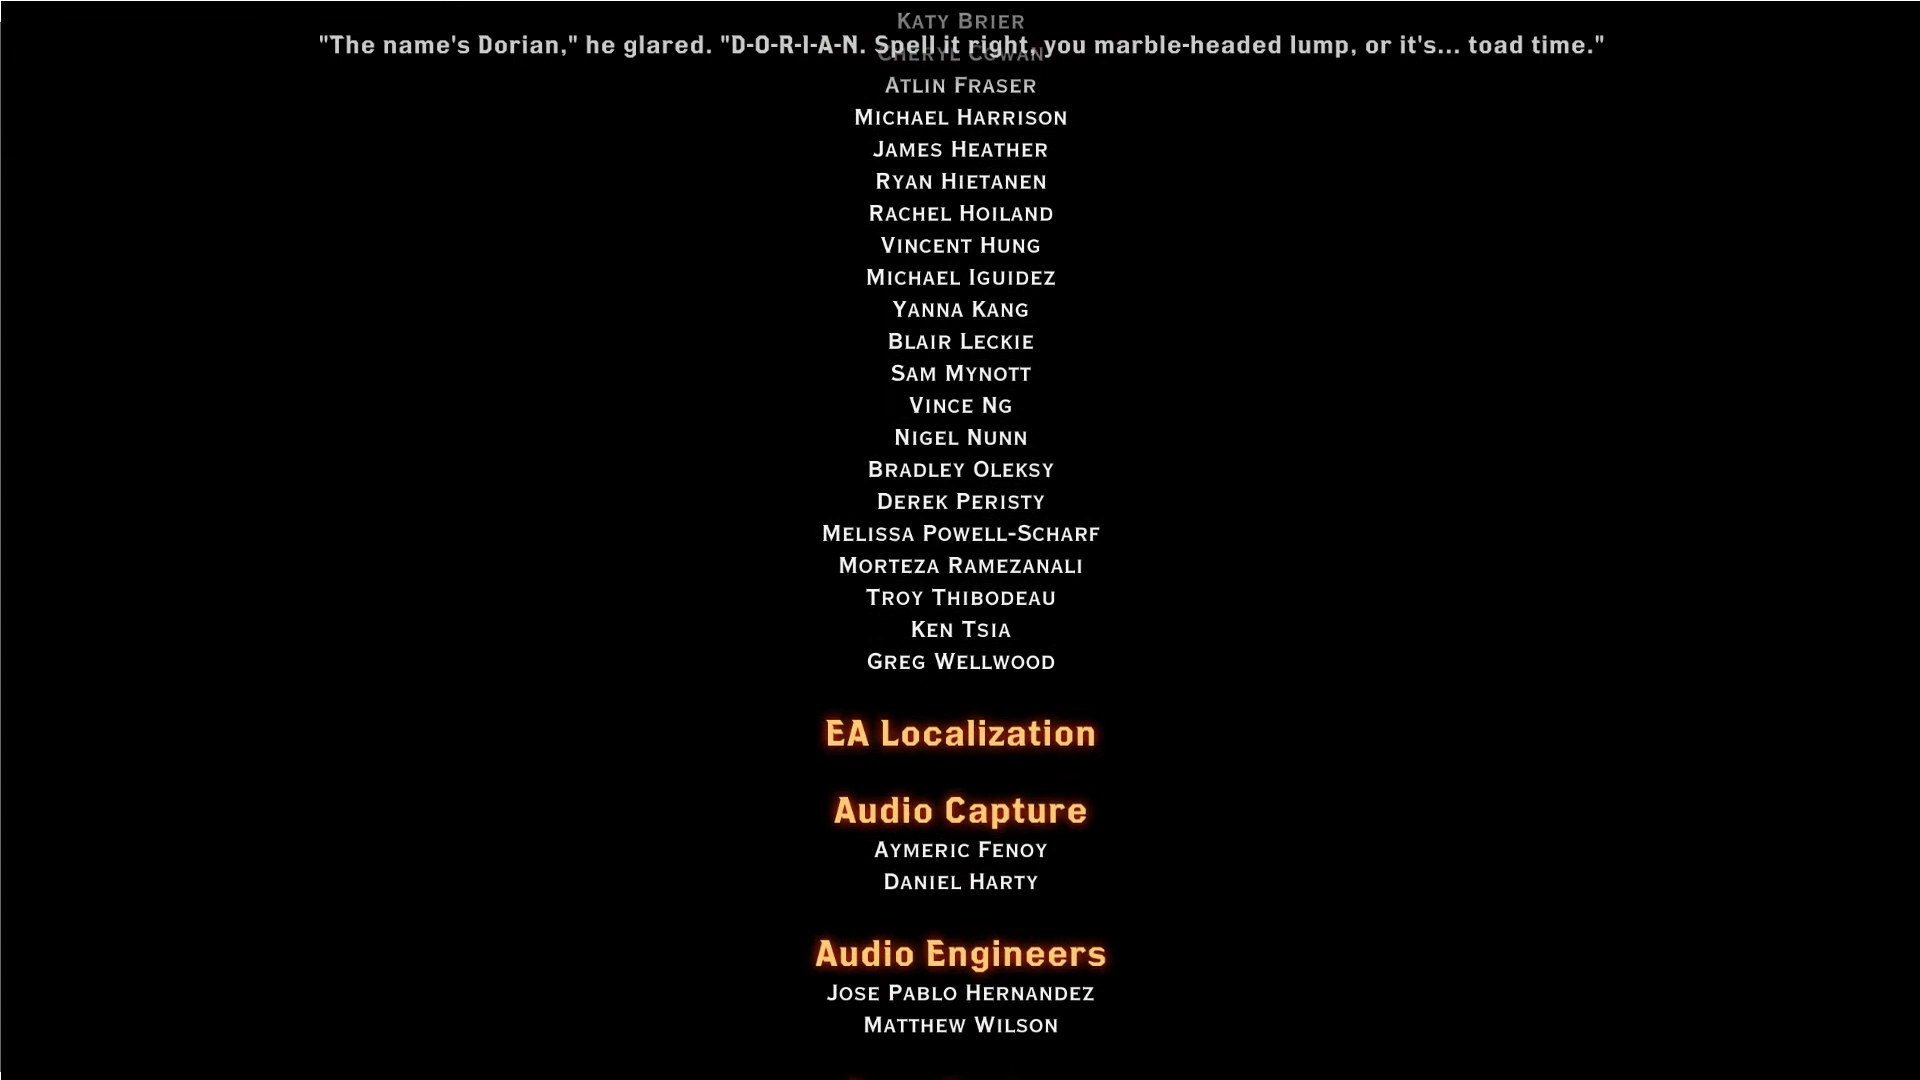 Katy Brier
"The name's Dorian," he glared. "D-O-R-I-A-N. Spell it right, you marble-headed lump, or it's... toad time."
Cheryl Cowan
Atlin Fraser
Michael Harrison
James Heather
Ryan Hietanen
Rachel Hoiland
Vincent Hung
Michael Iguidez
Yanna Kang
Blair Leckie
Sam Mynott
Vince Ng
Nigel Nunn
Bradley Oleksy
Derek Peristy
Melissa Powell-Scharf
Morteza Ramezanali
Troy Thibodeau
Ken Tsia
Greg Wellwood
EA Localization
Audio Capture
Aymeric Fenoy
Daniel Harty
Audio Engineers
Jose Pablo Hernandez
Matthew Wilson